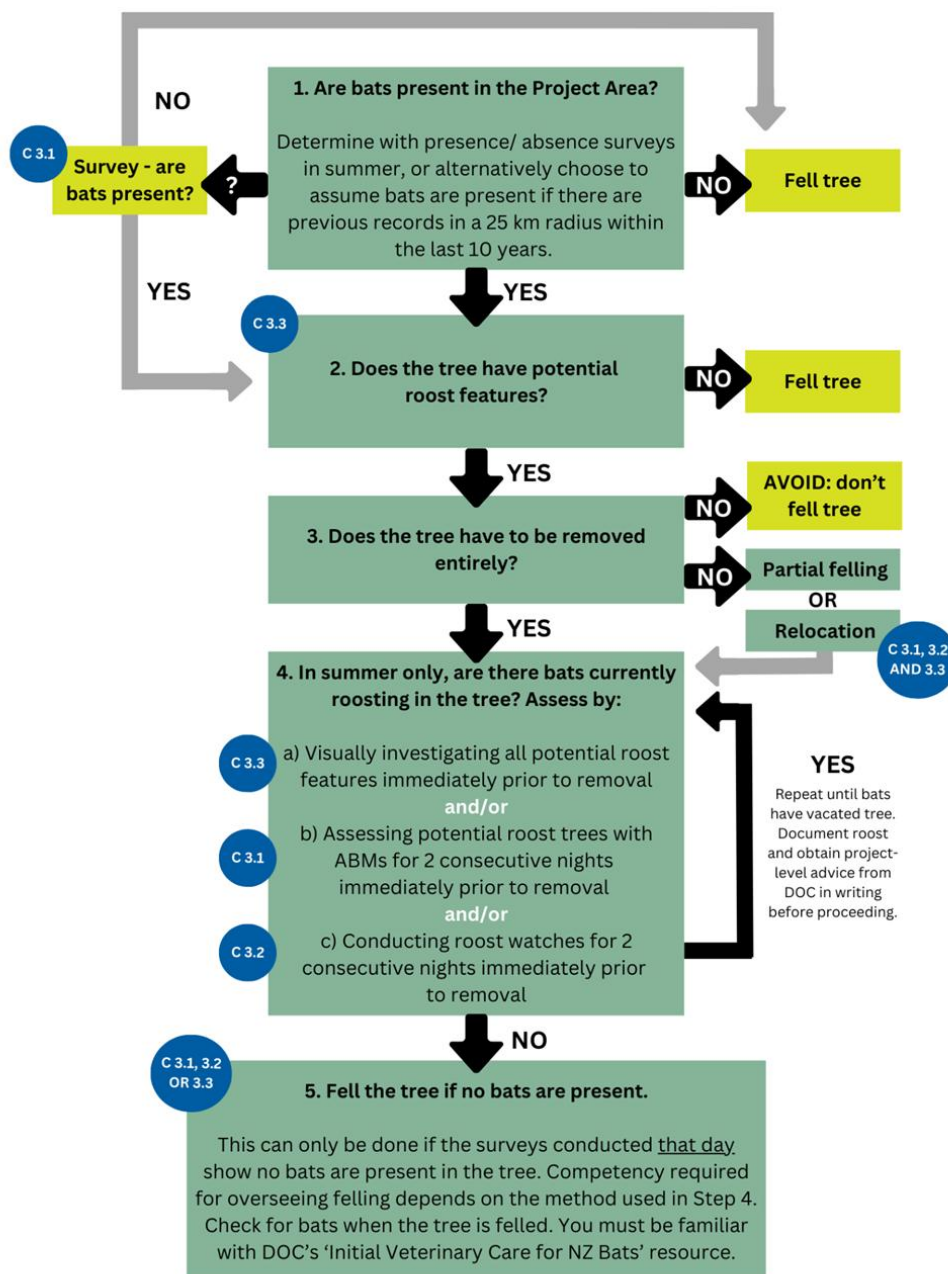 1. Are bats present in the Project Area?
Determine with presence/ absence surveys
in summer, or alternatively choose to
assume bats are present if there are
previous records in a 25 km radius within
the last 10 years.
NO
C 3.1
Survey - are
bats present?
?
NO
Fell tree
YES
YES
C 3.3
2. Does the tree have potential
roost features?
NO
Fell tree
YES
3. Does the tree have to be removed
entirely?
NO
AVOID: don't
fell tree
NO
Partial felling
OR
Relocation
C 3.1, 3.2
AND 3.3
YES
4. In summer only, are there bats currently
roosting in the tree? Assess by:
C 3.3
a) Visually investigating all potential roost
features immediately prior to removal
and/or
C 3.1
b) Assessing potential roost trees with
ABMs for 2 consecutive nights
immediately prior to removal
and/or
C 3.2
c) Conducting roost watches for 2
consecutive nights immediately prior
to removal
YES
Repeat until bats
have vacated tree.
Document roost
and obtain project-
level advice from
DOC in writing
before proceeding.
NO
C 3.1, 3.2
OR 3.3
5. Fell the tree if no bats are present.
This can only be done if the surveys conducted that day
show no bats are present in the tree. Competency required
for overseeing felling depends on the method used in Step 4.
Check for bats when the tree is felled. You must be familiar
with DOC's 'Initial Veterinary Care for NZ Bats' resource.